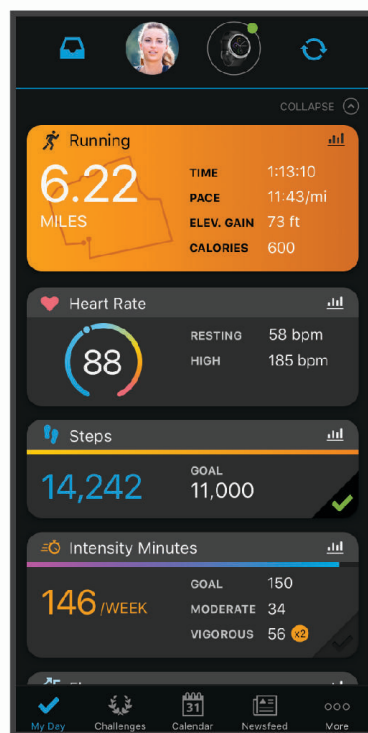 COLLAPSE
Running
6.22
MILES
TIME 1:13:10
PACE 11:43/mi
ELEV. GAIN 73 ft
CALORIES 600
Heart Rate
88
RESTING 58 bpm
HIGH 185 bpm
Steps
14,242
GOAL
11,000
Intensity Minutes
146 /WEEK
GOAL 150
MODERATE 34
VIGOROUS 56 x2
31
My Day Challenges Calendar Newsfeed More